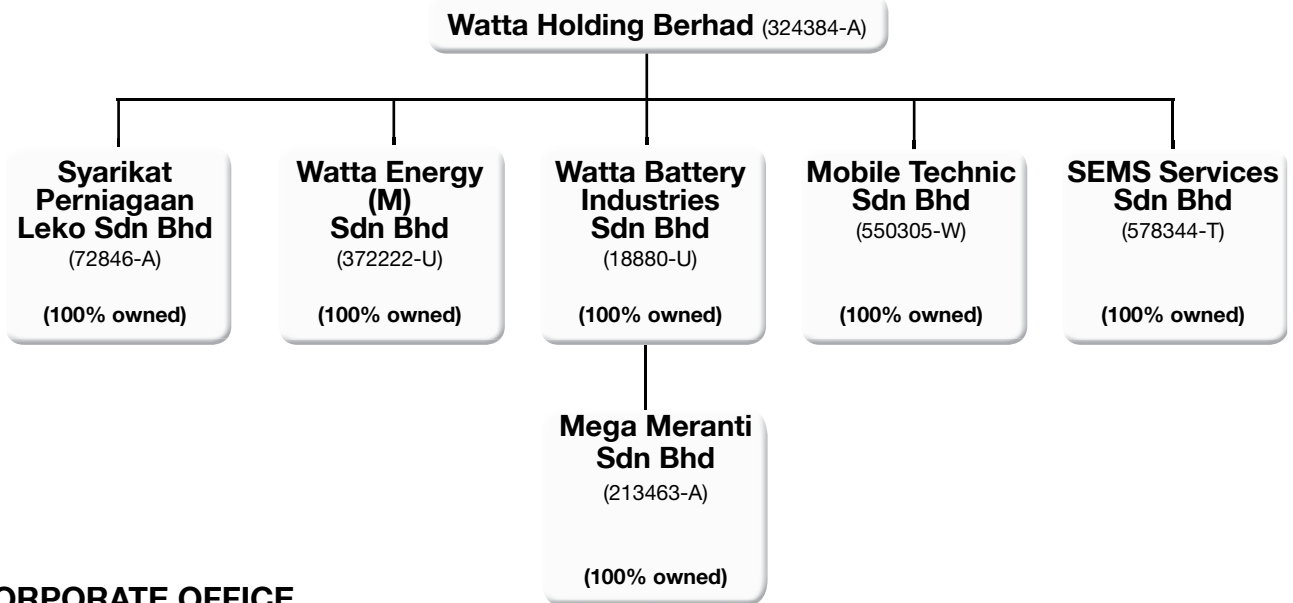 Watta Holding Berhad (324384-A)
Syarikat
Perniagaan
Leko Sdn Bhd
(72846-A)
(100% owned)
Watta Energy
(M)
Sdn Bhd
(372222-U)
(100% owned)
Watta Battery
Industries
Sdn Bhd
(18880-U)
(100% owned)
Mobile Technic
Sdn Bhd
(550305-W)
(100% owned)
SEMS Services
Sdn Bhd
(578344-T)
(100% owned)
Mega Meranti
Sdn Bhd
(213463-A)
(100% owned)
ORPORATE OFFICE